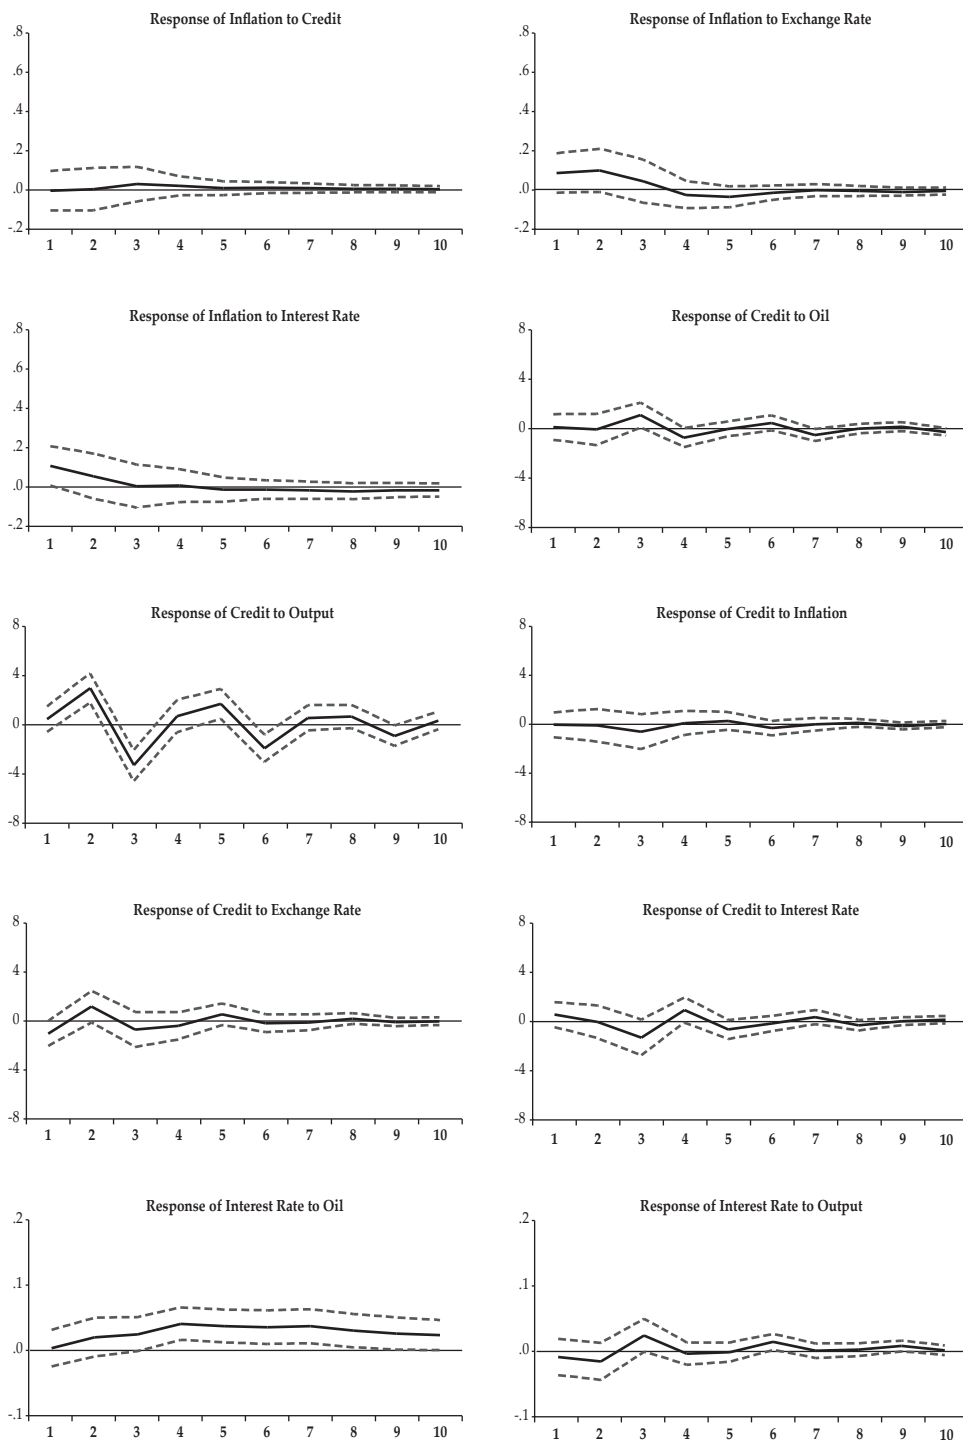 Response of Inflation to Credit
.8
.6
.4
.2
.0
-.2
1 2 3 4 5 6 7 8 9 10
Response of Inflation to Exchange Rate
.8
.6
.4
.2
.0
-.2
1 2 3 4 5 6 7 8 9 10
Response of Inflation to Interest Rate
.8
.6
.4
.2
.0
-.2
1 2 3 4 5 6 7 8 9 10
Response of Credit to Oil
8
4
0
-4
-8
1 2 3 4 5 6 7 8 9 10
Response of Credit to Output
8
4
0
-4
-8
1 2 3 4 5 6 7 8 9 10
Response of Credit to Inflation
8
4
0
-4
-8
1 2 3 4 5 6 7 8 9 10
Response of Credit to Exchange Rate
8
4
0
-4
-8
1 2 3 4 5 6 7 8 9 10
Response of Credit to Interest Rate
8
4
0
-4
-8
1 2 3 4 5 6 7 8 9 10
Response of Interest Rate to Oil
.2
.1
.0
-.1
1 2 3 4 5 6 7 8 9 10
Response of Interest Rate to Output
.2
.1
.0
-.1
1 2 3 4 5 6 7 8 9 10